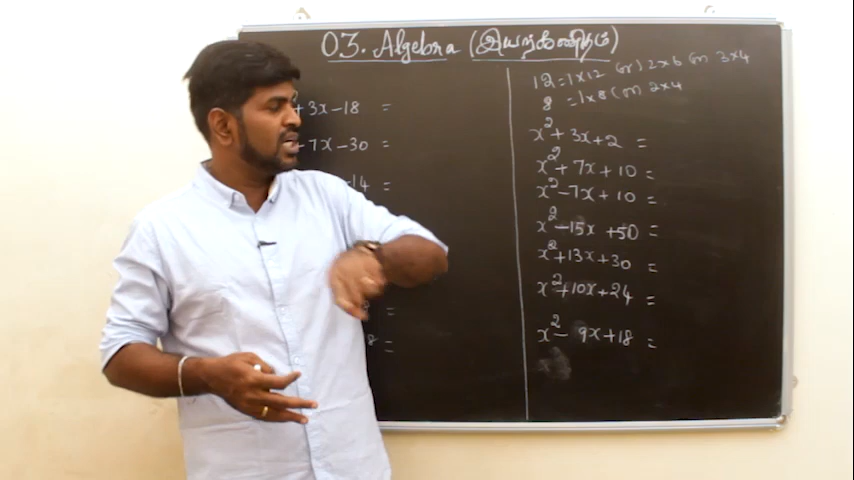 03. Algebra (இயற்கணிதம்)
+3x-18 =
-7x-30 =
-14 =
=
8 =
12 = 1x12 (or) 2x6 (or) 3x4
8 = 1x8 (or) 2x4
x²+3x+2 =
x²+7x+10 =
x²-7x+10 =
x²-15x+50 =
x²+13x+30 =
x²+10x+24 =
x²-9x+18 =